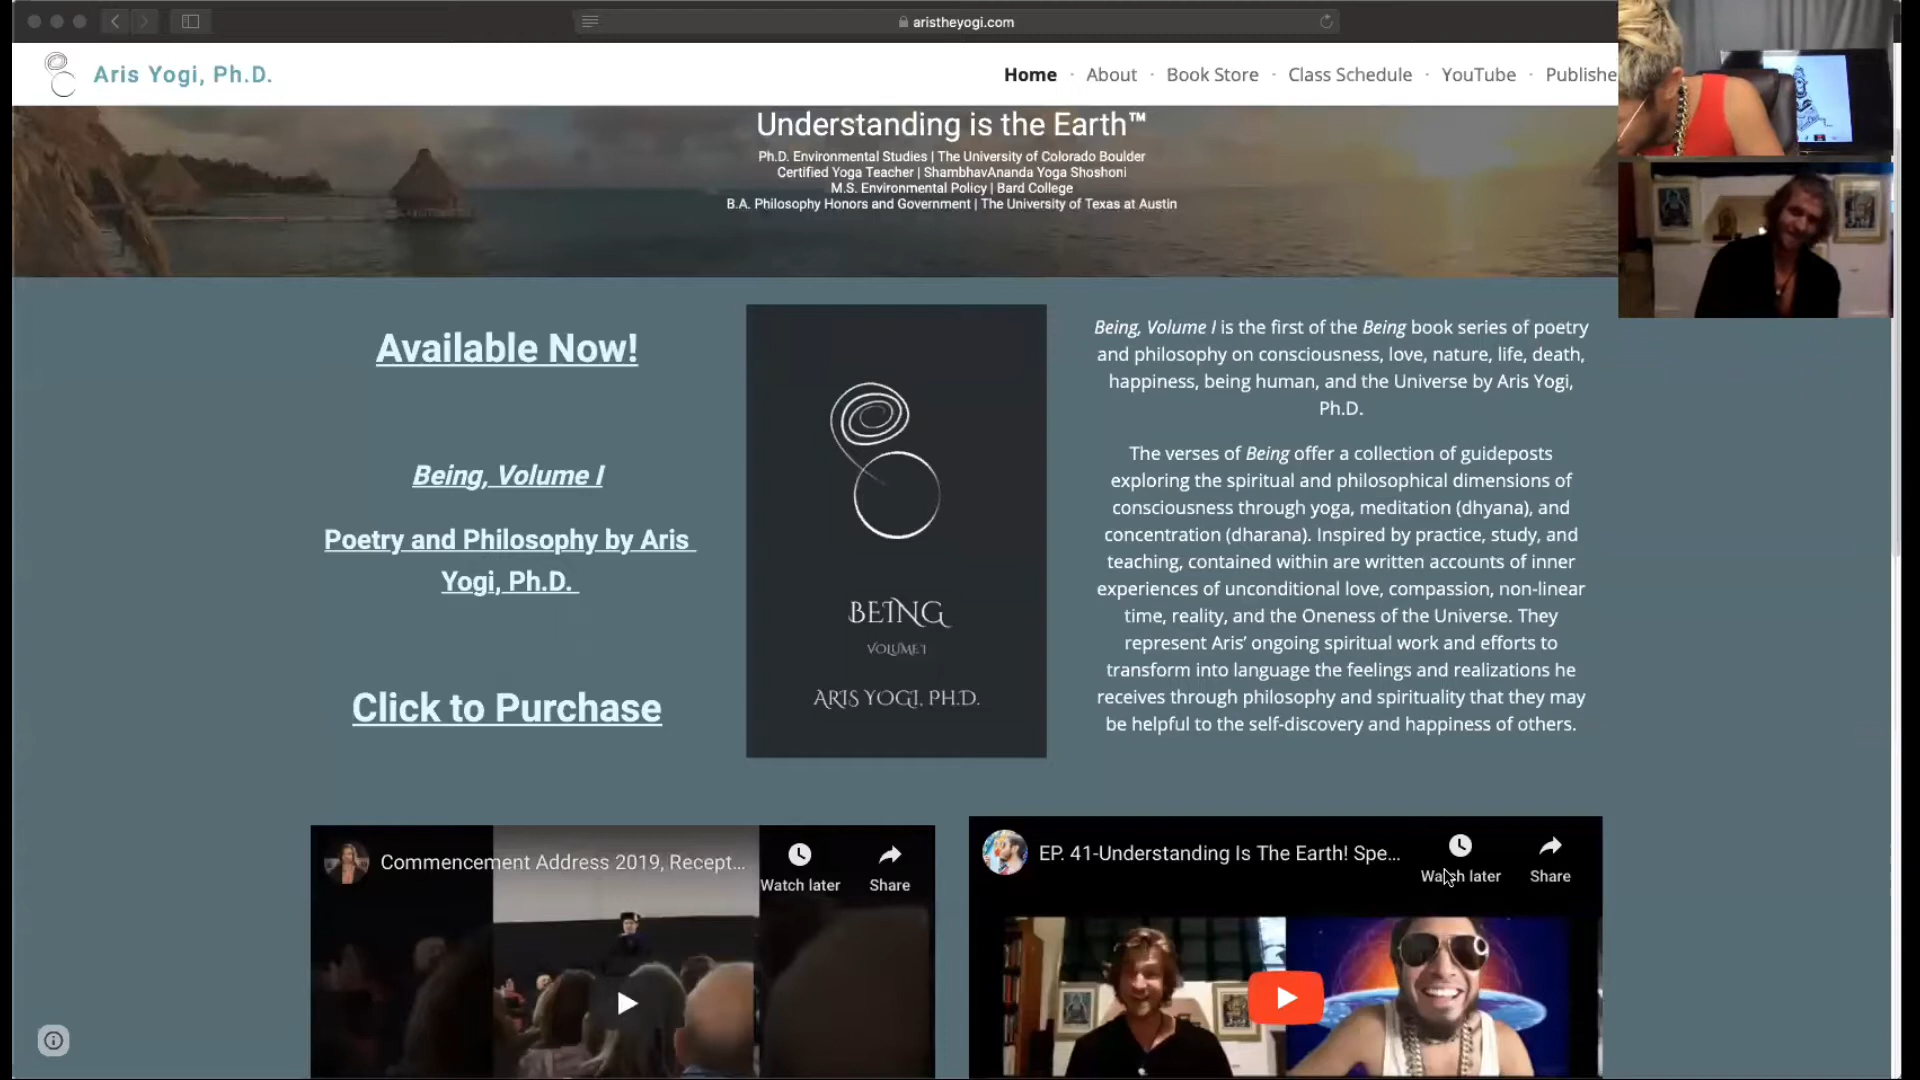 aristheyogi.com
Aris Yogi, Ph.D.
Home · About · Book Store · Class Schedule · YouTube · Publishe
Understanding is the Earth™
Ph.D. Environmental Studies | The University of Colorado Boulder
Certified Yoga Teacher | ShambhavAnanda Yoga Shoshoni
M.S. Environmental Policy | Bard College
B.A. Philosophy Honors and Government | The University of Texas at Austin
Available Now!
Being, Volume I
Poetry and Philosophy by Aris
Yogi, Ph.D.
Click to Purchase
BEING
VOLUME I
ARIS YOGI, PH.D.
Being, Volume I is the first of the Being book series of poetry
and philosophy on consciousness, love, nature, life, death,
happiness, being human, and the Universe by Aris Yogi,
Ph.D.
The verses of Being offer a collection of guideposts
exploring the spiritual and philosophical dimensions of
consciousness through yoga, meditation (dhyana), and
concentration (dharana). Inspired by practice, study, and
teaching, contained within are written accounts of inner
experiences of unconditional love, compassion, non-linear
time, reality, and the Oneness of the Universe. They
represent Aris’ ongoing spiritual work and efforts to
transform into language the feelings and realizations he
receives through philosophy and spirituality that they may
be helpful to the self-discovery and happiness of others.
Commencement Address 2019, Recept...
Watch later
Share
EP. 41-Understanding Is The Earth! Spe...
Watch later
Share